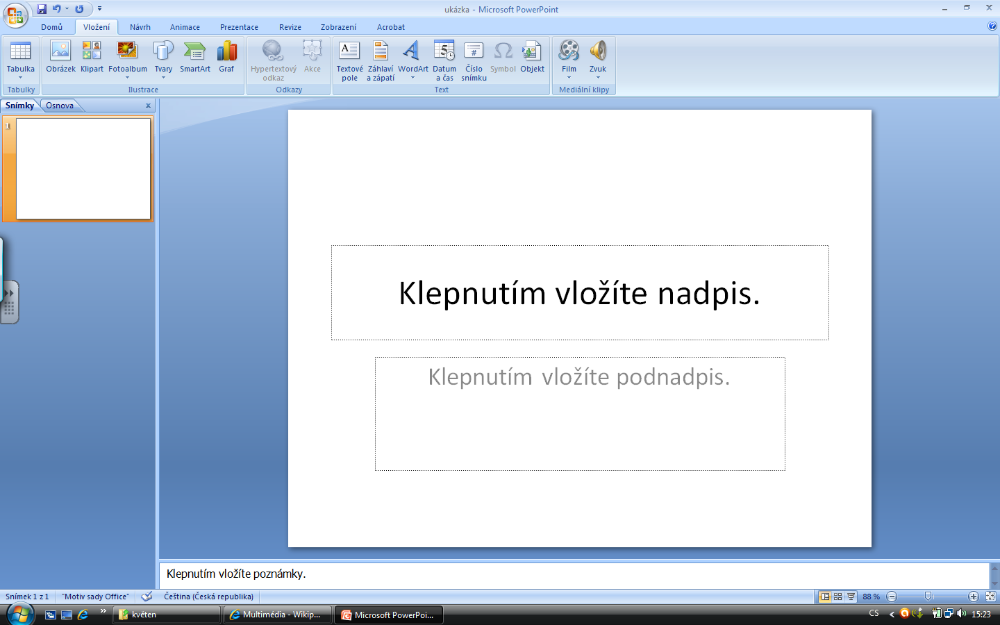 ukázka - Microsoft PowerPoint
Domů Vložení Návrh Animace Prezentace Revize Zobrazení Acrobat
Tabulka Obrázek Klipart Fotoalbum Tvary SmartArt Graf Hypertextový odkaz Akce Textové pole Záhlaví a zápatí WordArt Datum a čas Číslo snímku Symbol Objekt Film Zvuk
Tabulky Ilustrace Odkazy Text Mediální klipy
Snímky Osnova x
1
Klepnutím vložíte nadpis.
Klepnutím vložíte podnadpis.
Klepnutím vložíte poznámky.
Snímek 1 z 1 "Motiv sady Office" Čeština (Česká republika) 88 %
květen Multimédia - Wikip... Microsoft PowerPoi... CS 15:23